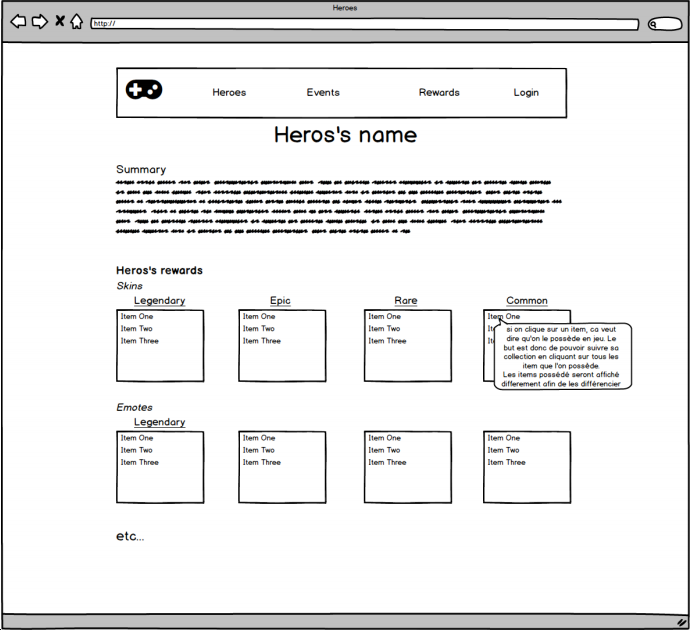 Heroes
http://
Heroes Events Rewards Login
Heros's name
Summary
Heros's rewards
Skins
Legendary Epic Rare Common
Item One Item One Item One Item One
Item Two Item Two Item Two
Item Three Item Three Item Three
si on clique sur un item, ca veut
dire qu'on le possède en jeu. Le
but est donc de pouvoir suivre sa
collection en cliquant sur tous les
item que l'on possède.
Les items possédé seront affiché
differement afin de les différencier
Emotes
Legendary
Item One Item One Item One Item One
Item Two Item Two Item Two Item Two
Item Three Item Three Item Three Item Three
etc...